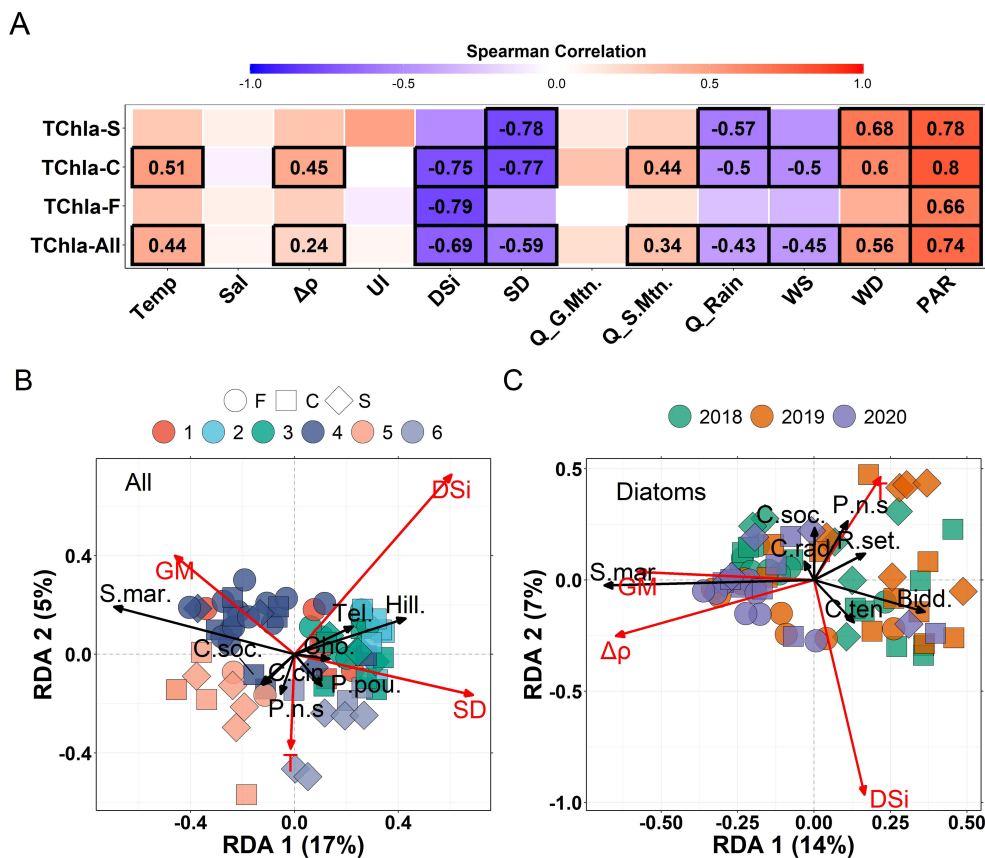 A
Spearman Correlation
-1.0 -0.5 0.0 0.5 1.0
TChla-S -0.78 -0.57 0.68 0.78
TChla-C 0.51 0.45 -0.75 -0.77 0.44 -0.5 -0.5 0.6 0.8
TChla-F -0.79 0.66
TChla-All 0.44 0.24 -0.69 -0.59 0.34 -0.43 -0.45 0.56 0.74
Temp Sal Δρ UI DSi SD Q_G.Mtn. Q_S.Mtn. Q_Rain WS WD PAR
B
F C S
1 2 3 4 5 6
All
DSi
GM
S.mar.
Hill.
Tel.
C.soc.
Cho.
C.cin
P.pou.
P.n.s
SD
T
0.4
0.0
-0.4
RDA 2 (5%)
-0.4 0.0 0.4
RDA 1 (17%)
C
2018 2019 2020
Diatoms
T
C.soc.
P.n.s
R.set.
C.rad
S.mar
GM
C.ten
Bidd.
Δρ
DSi
0.5
0.0
-0.5
-1.0
RDA 2 (7%)
-0.50 -0.25 0.00 0.25 0.50
RDA 1 (14%)